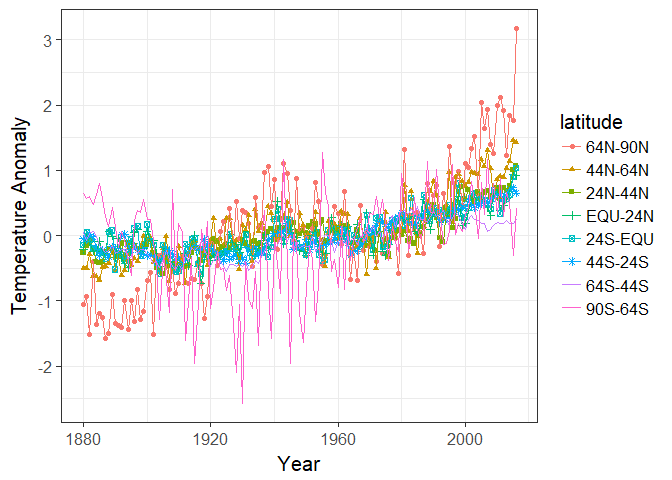 Temperature Anomaly
3
2
1
0
-1
-2
1880
1920
1960
2000
Year
latitude
64N-90N
44N-64N
24N-44N
EQU-24N
24S-EQU
44S-24S
64S-44S
90S-64S